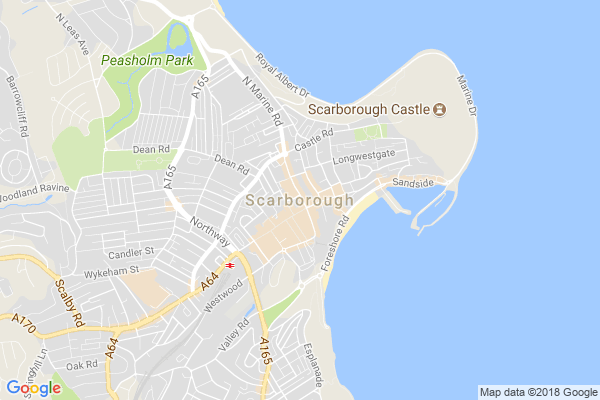 N Leas Ave
Peasholm Park
Royal Albert Dr
Marine Dr
Barrowcliff Rd
A165
N Marine Rd
Scarborough Castle
Castle Rd
Dean Rd
Dean Rd
Longwestgate
A165
Sandside
Woodland Ravine
Scarborough
Northway
Foreshore Rd
Candler St
Wykeham St
A64
Westwood
Scalby Rd
A170
A64
Valley Rd
A165
Esplanade
Oak Rd
Springhill Ln
Google
Map data ©2018 Google